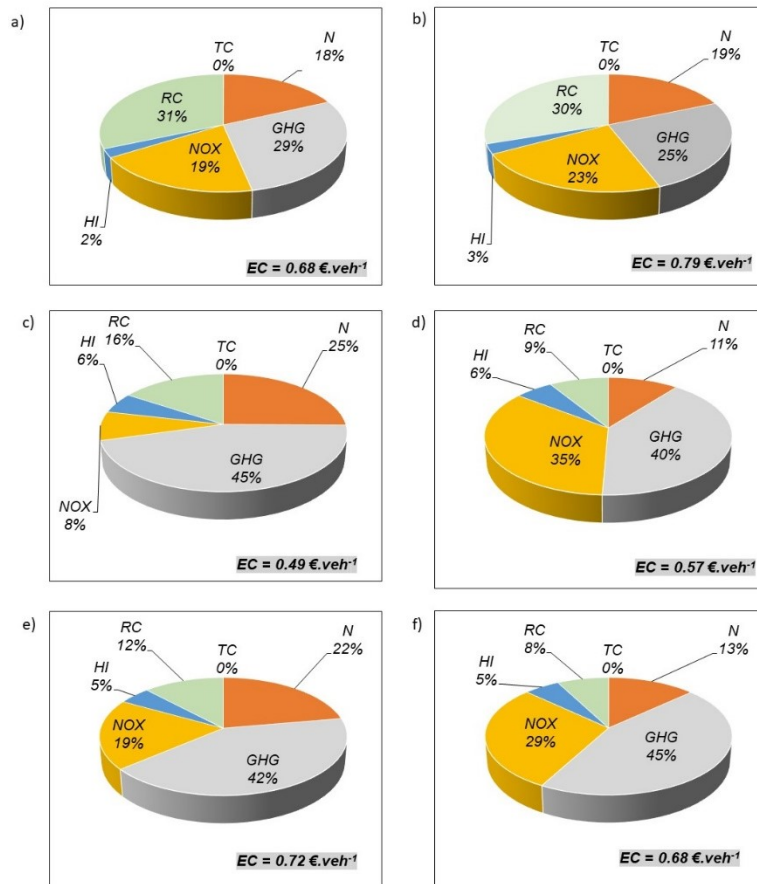 a)
TC
0%
N
18%
GHG
29%
NOX
19%
HI
2%
RC
31%
EC = 0.68 €.veh⁻¹
b)
TC
0%
N
19%
GHG
25%
NOX
23%
HI
3%
RC
30%
EC = 0.79 €.veh⁻¹
c)
TC
0%
N
25%
GHG
45%
NOX
8%
HI
6%
RC
16%
EC = 0.49 €.veh⁻¹
d)
TC
0%
N
11%
GHG
40%
NOX
35%
HI
6%
RC
9%
EC = 0.57 €.veh⁻¹
e)
TC
0%
N
22%
GHG
42%
NOX
19%
HI
5%
RC
12%
EC = 0.72 €.veh⁻¹
f)
TC
0%
N
13%
GHG
45%
NOX
29%
HI
5%
RC
8%
EC = 0.68 €.veh⁻¹